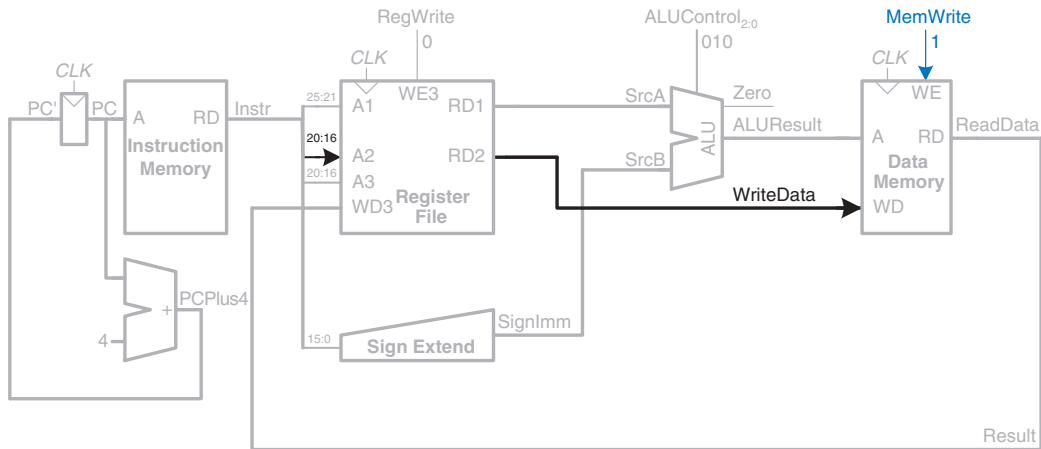 RegWrite
0
ALUControl2:0
010
MemWrite
1
CLK
CLK
CLK
PC'
PC
A
RD
Instruction
Memory
Instr
25:21
20:16
20:16
A1
A2
A3
WD3
WE3
RD1
RD2
Register
File
SrcA
SrcB
ALU
Zero
ALUResult
WriteData
WE
A
RD
Data
Memory
WD
ReadData
4
+
PCPlus4
15:0
Sign Extend
SignImm
Result